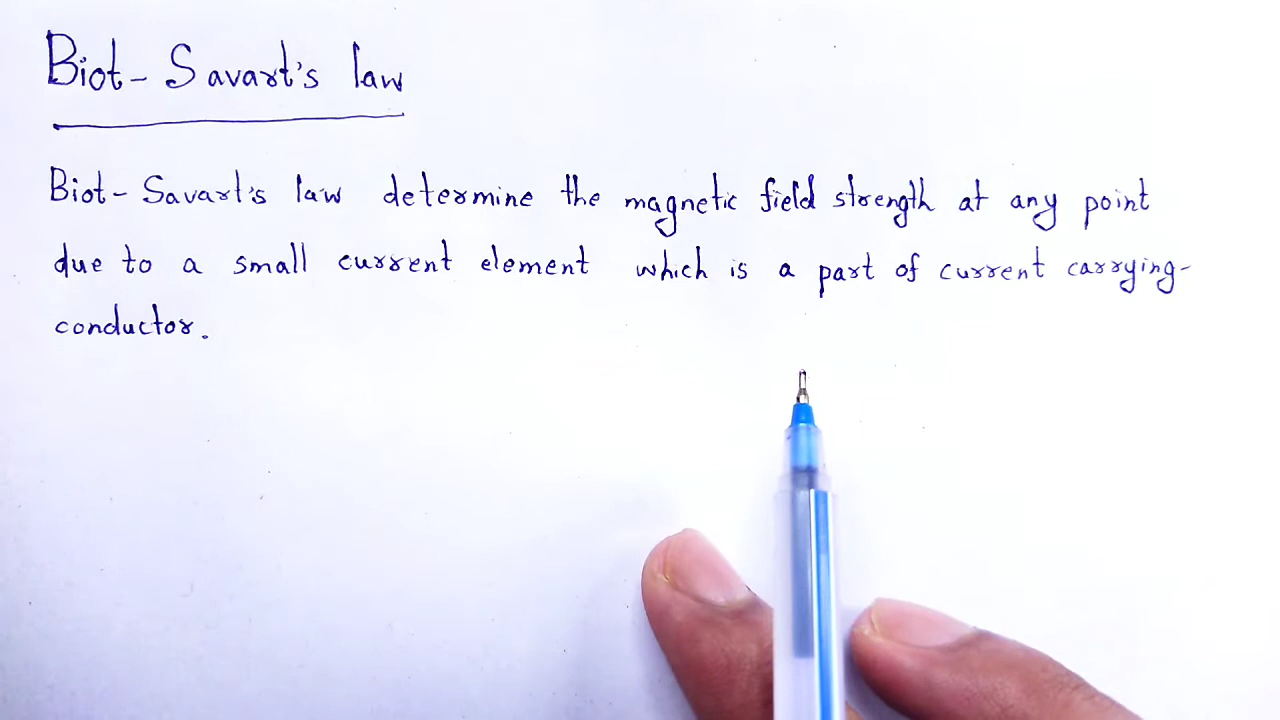 Biot-Savart's law
Biot-Savart's law determine the magnetic field strength at any point
due to a small current element which is a part of current carrying-
conductor.